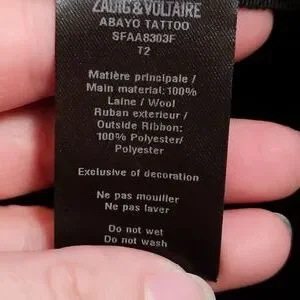 ZADIG & VOLTAIRE
ABAYO TATTOO
SFAA8303F
T2
Matière principale /
Main material: 100%
Laine / Wool
Ruban exterieur /
Outside Ribbon:
100% Polyester/
Polyester
Exclusive of decoration
Ne pas mouiller
Ne pas laver
Do not wet
Do not wash